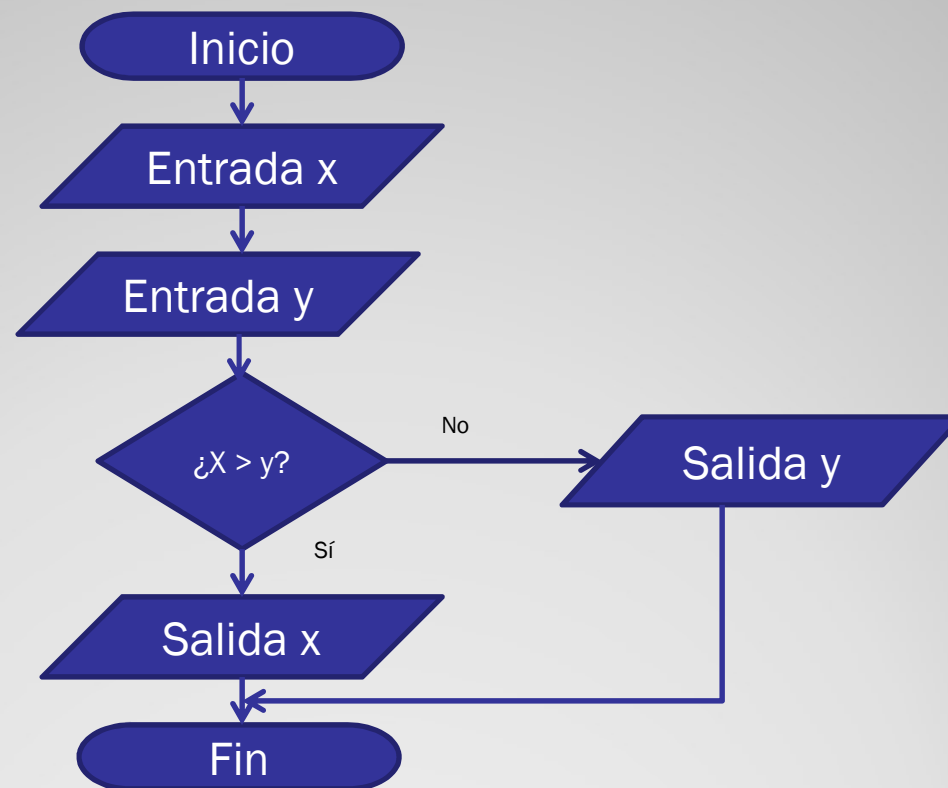 Inicio
Entrada x
Entrada y
¿X > y?
No
Salida y
Sí
Salida x
Fin